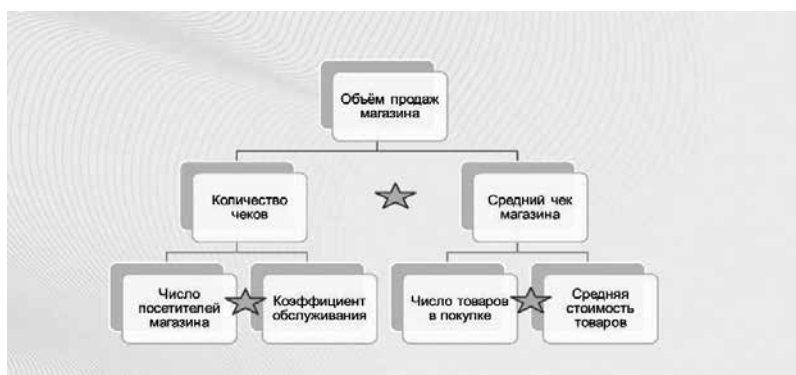 Объём продаж
магазина
Количество
чеков
Средний чек
магазина
Число
посетителей
магазина
Коэффициент
обслуживания
Число товаров
в покупке
Средняя
стоимость
товаров